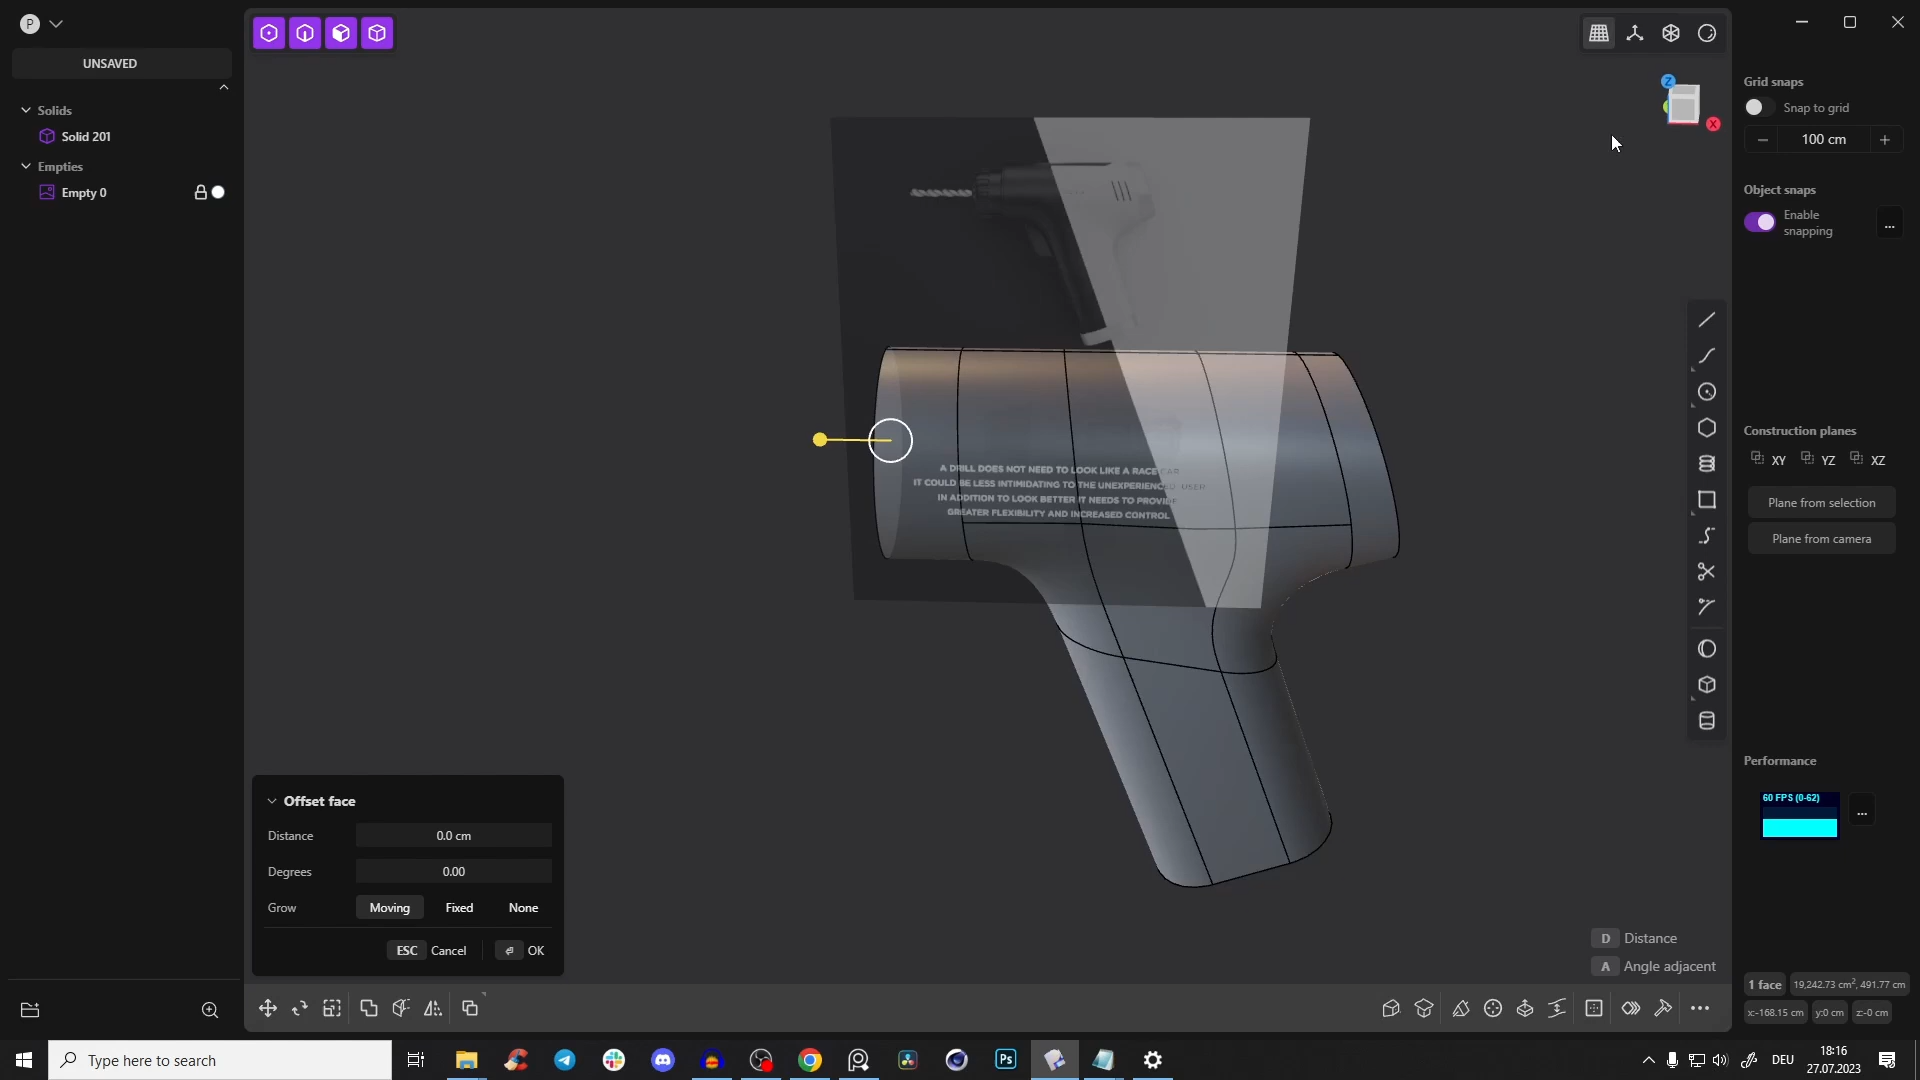 P
UNSAVED
Solids
Solid 201
Empties
Empty 0
Z
X
Grid snaps
Snap to grid
100 cm
Object snaps
Enable
snapping
...
A DRILL DOES NOT NEED TO LOOK LIKE A RACE CAR
IT COULD BE LESS INTIMIDATING TO THE UNEXPERIENCED USER
IN ADDITION TO LOOK BETTER IT NEEDS TO PROVIDE
GREATER FLEXIBILITY AND INCREASED CONTROL
Construction planes
XY
YZ
XZ
Plane from selection
Plane from camera
Performance
60 FPS (0-62)
...
Offset face
Distance
0.0 cm
Degrees
0.00
Grow
Moving
Fixed
None
ESC
Cancel
OK
D
Distance
A
Angle adjacent
1 face
19,242.73 cm², 491.77 cm
x:-168.15 cm
y:0 cm
z:-0 cm
Type here to search
Ps
DEU
18:16
27.07.2023